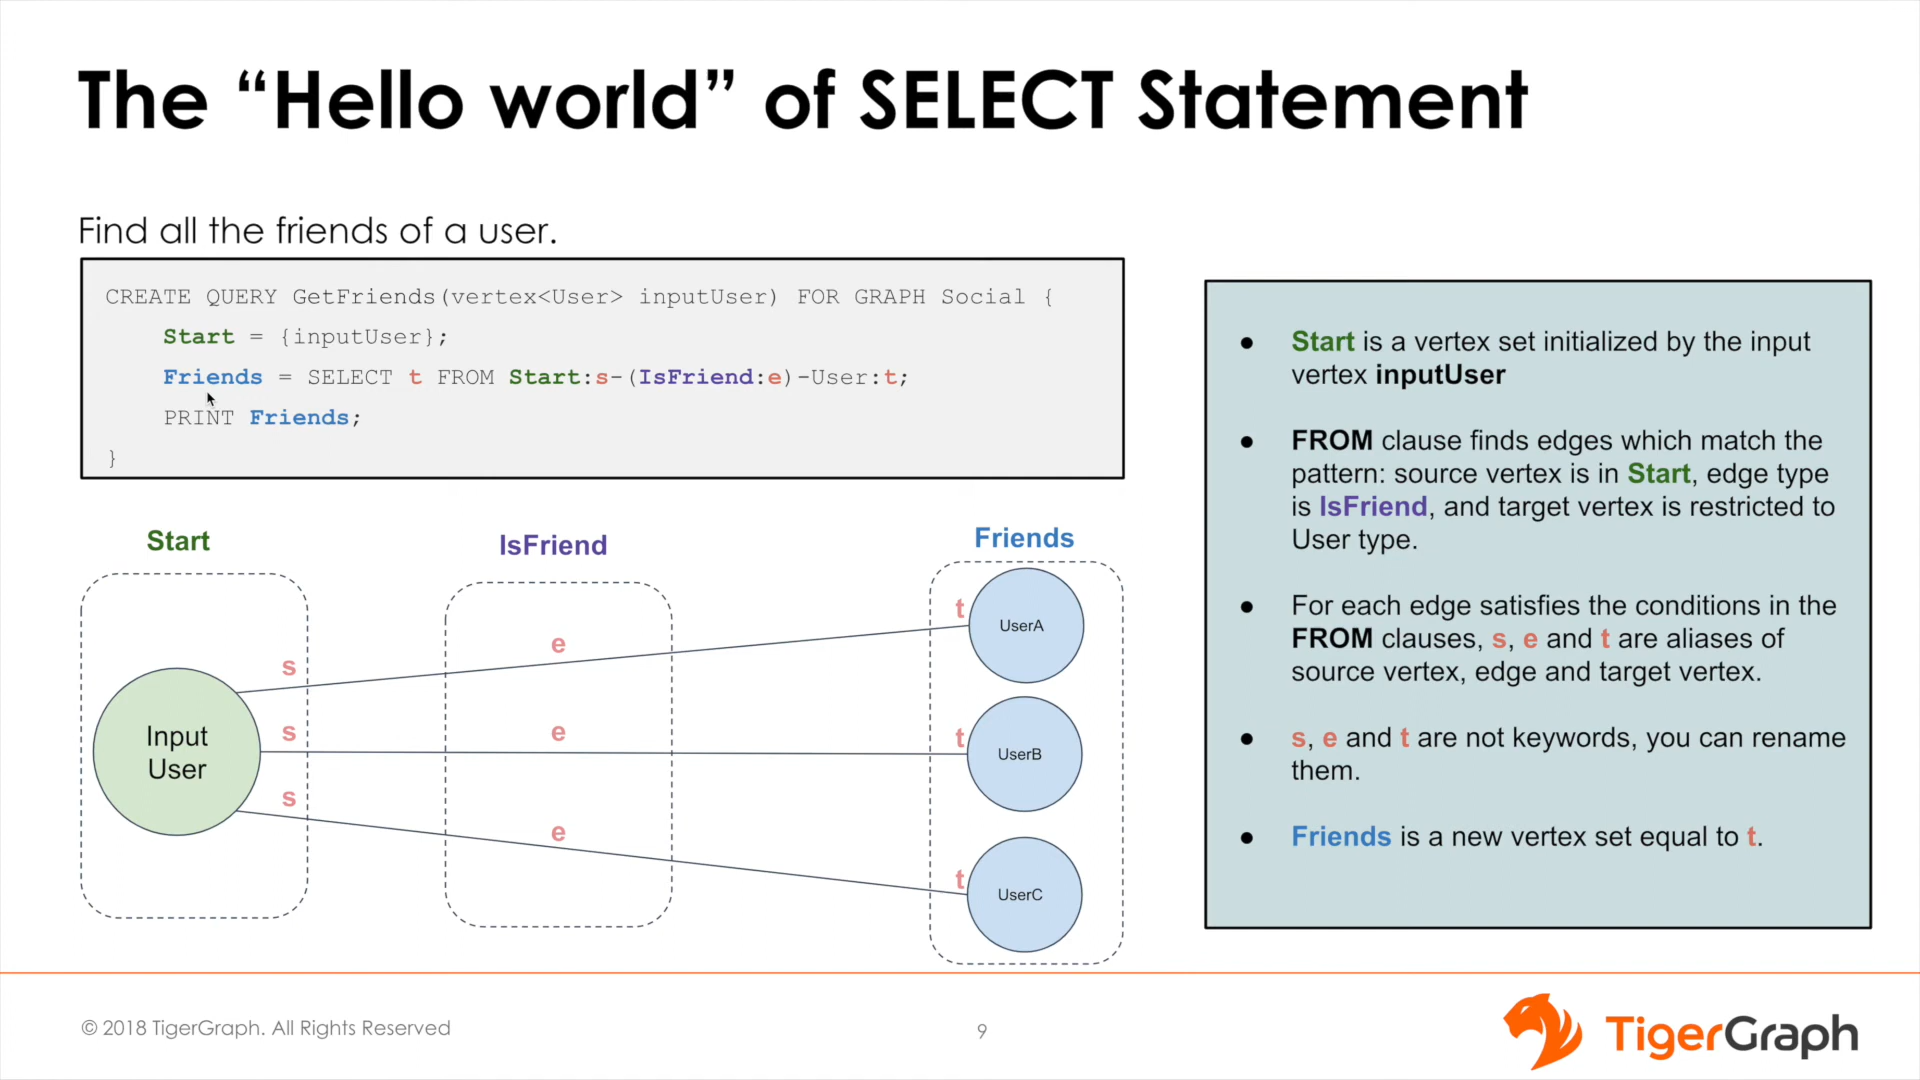 The “Hello world” of SELECT Statement
Find all the friends of a user.
CREATE QUERY GetFriends(vertex<User> inputUser) FOR GRAPH Social {
Start = {inputUser};
Friends = SELECT t FROM Start:s-(IsFriend:e)-User:t;
PRINT Friends;
}
Start
IsFriend
Friends
Input
User
s
s
s
e
e
e
t
t
t
UserA
UserB
UserC
● Start is a vertex set initialized by the input
vertex inputUser
● FROM clause finds edges which match the
pattern: source vertex is in Start, edge type
is IsFriend, and target vertex is restricted to
User type.
● For each edge satisfies the conditions in the
FROM clauses, s, e and t are aliases of
source vertex, edge and target vertex.
● s, e and t are not keywords, you can rename
them.
● Friends is a new vertex set equal to t.
© 2018 TigerGraph. All Rights Reserved
9
TigerGraph